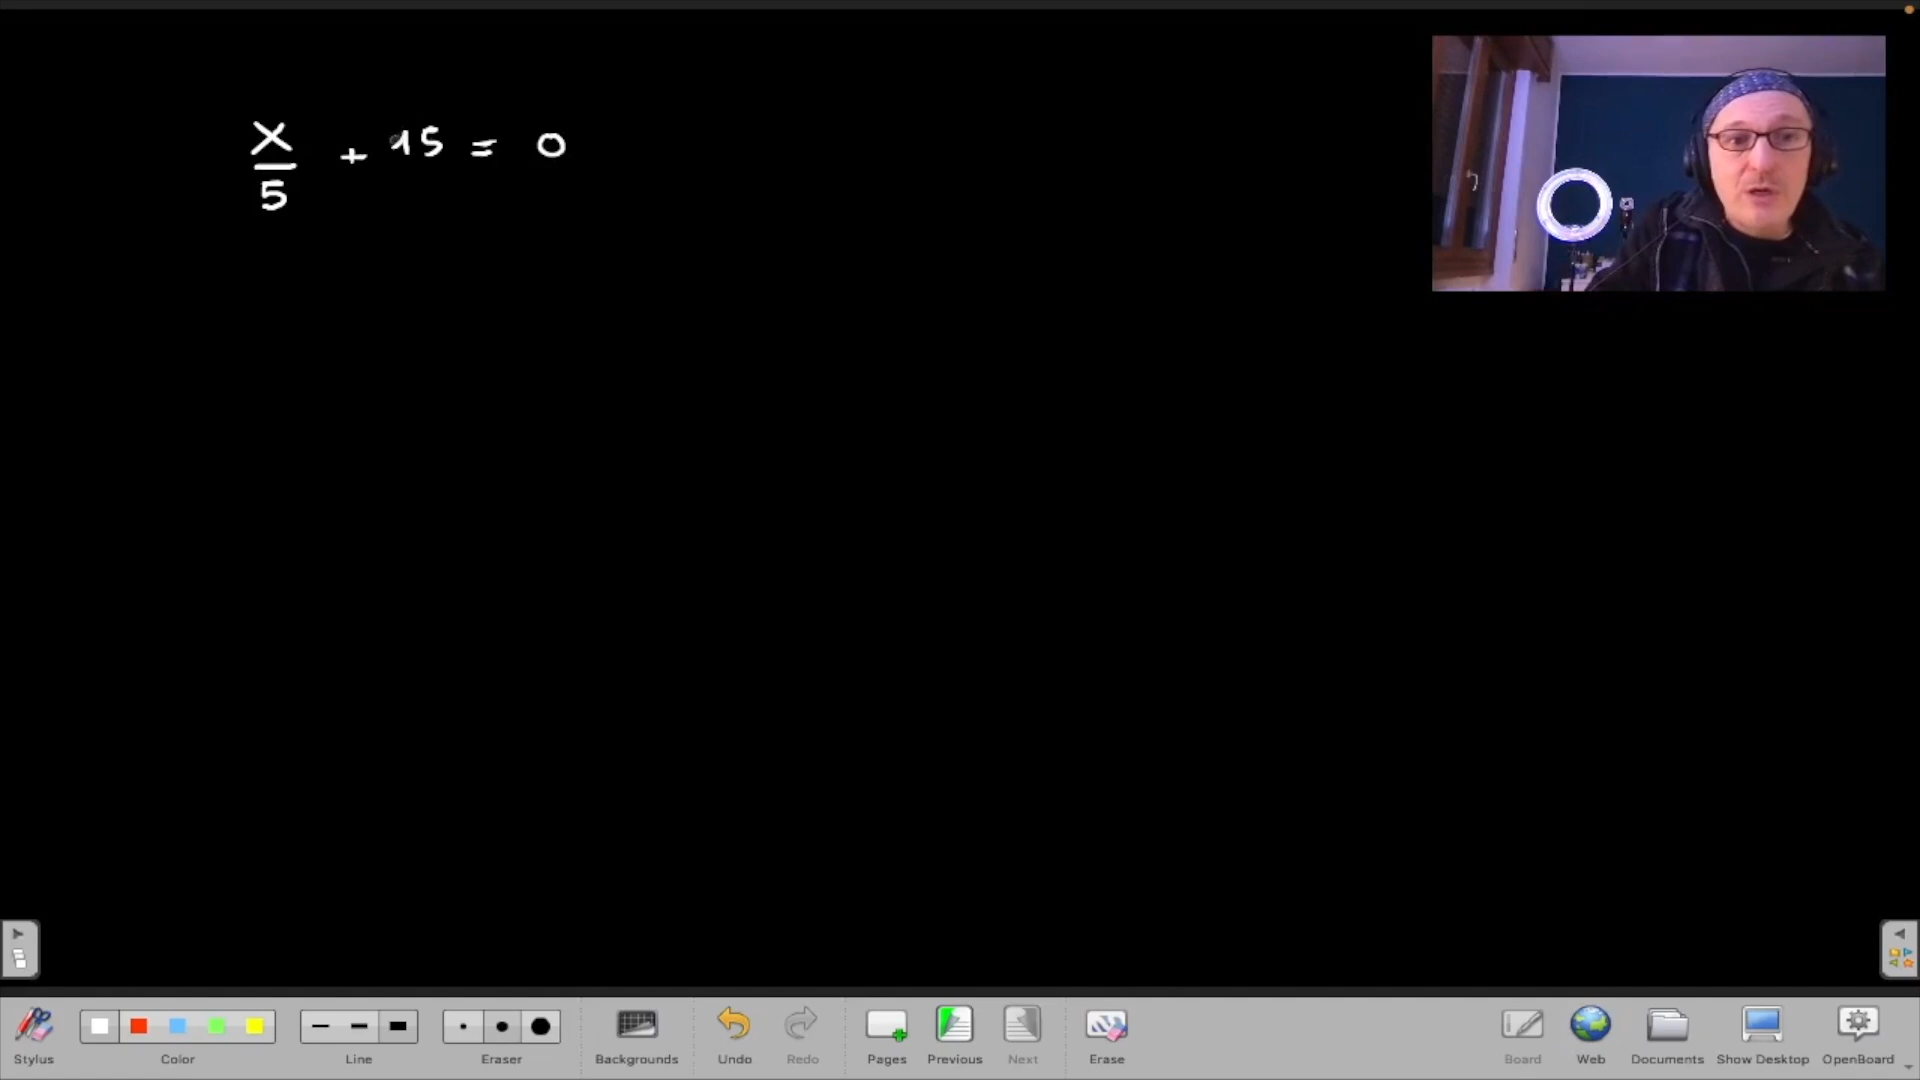 x/5 + 15 = 0
Stylus Color Line Eraser Backgrounds Undo Redo Pages Previous Next Erase Board Web Documents Show Desktop OpenBoard